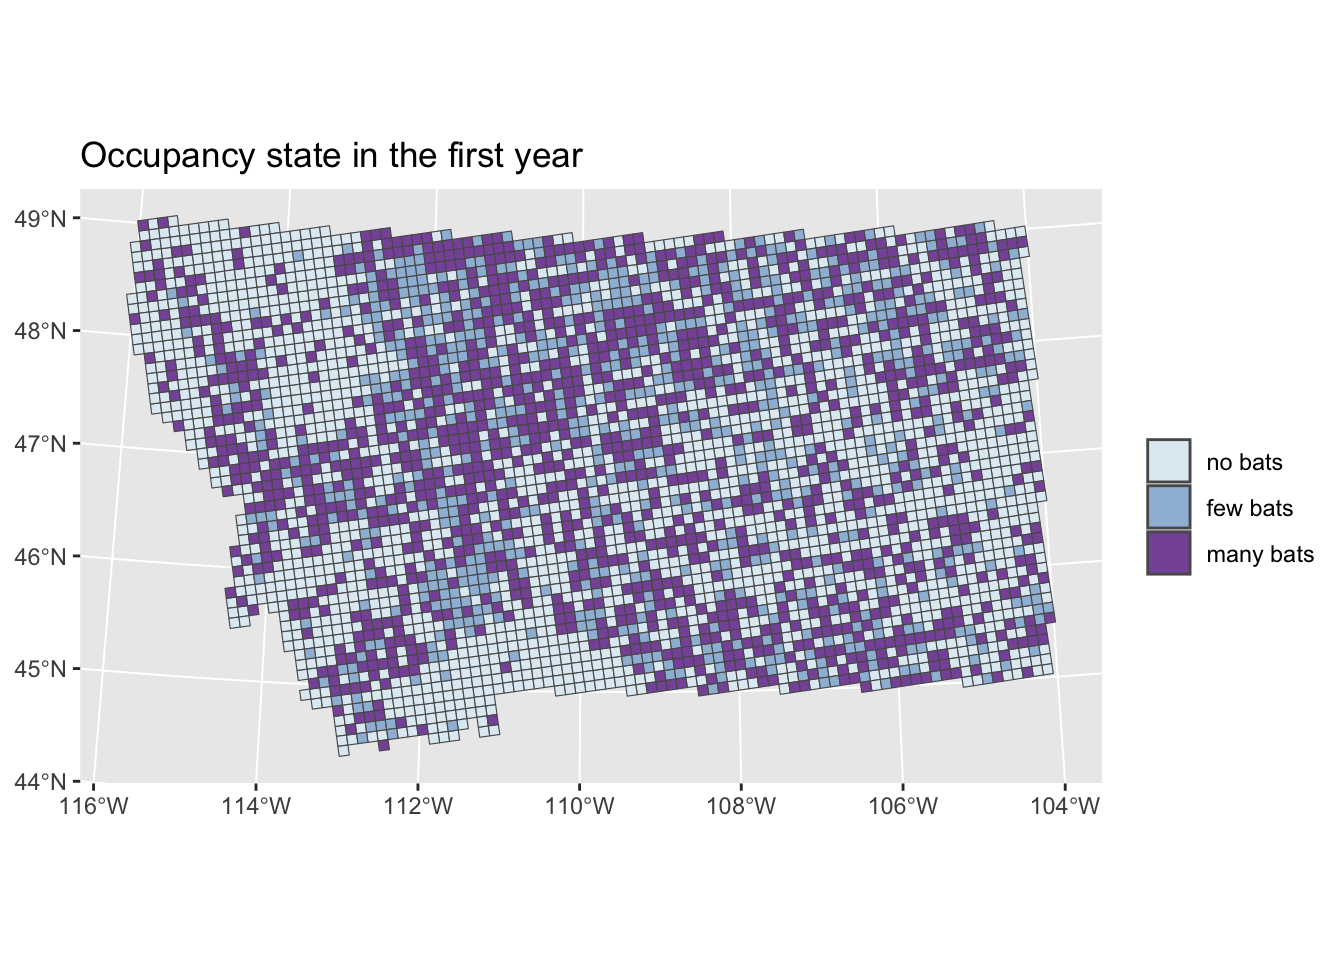 Occupancy state in the first year
49°N
48°N
47°N
46°N
45°N
44°N
116°W 114°W 112°W 110°W 108°W 106°W 104°W
no bats
few bats
many bats